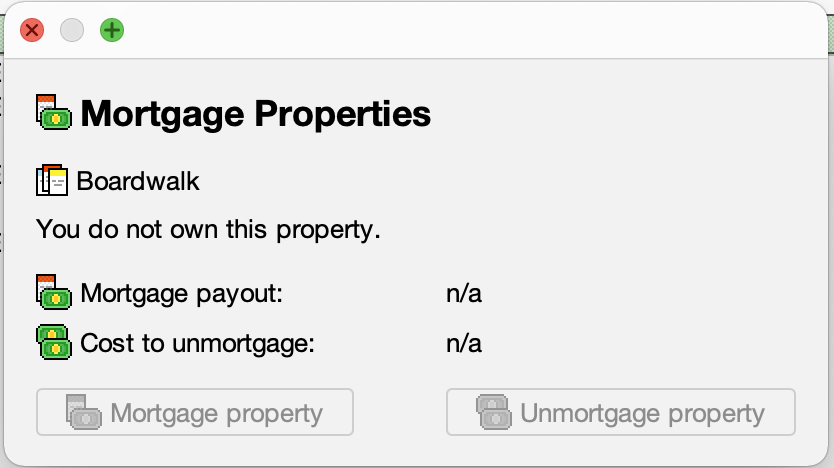 Mortgage Properties
Boardwalk
You do not own this property.
Mortgage payout: n/a
Cost to unmortgage: n/a
Mortgage property Unmortgage property